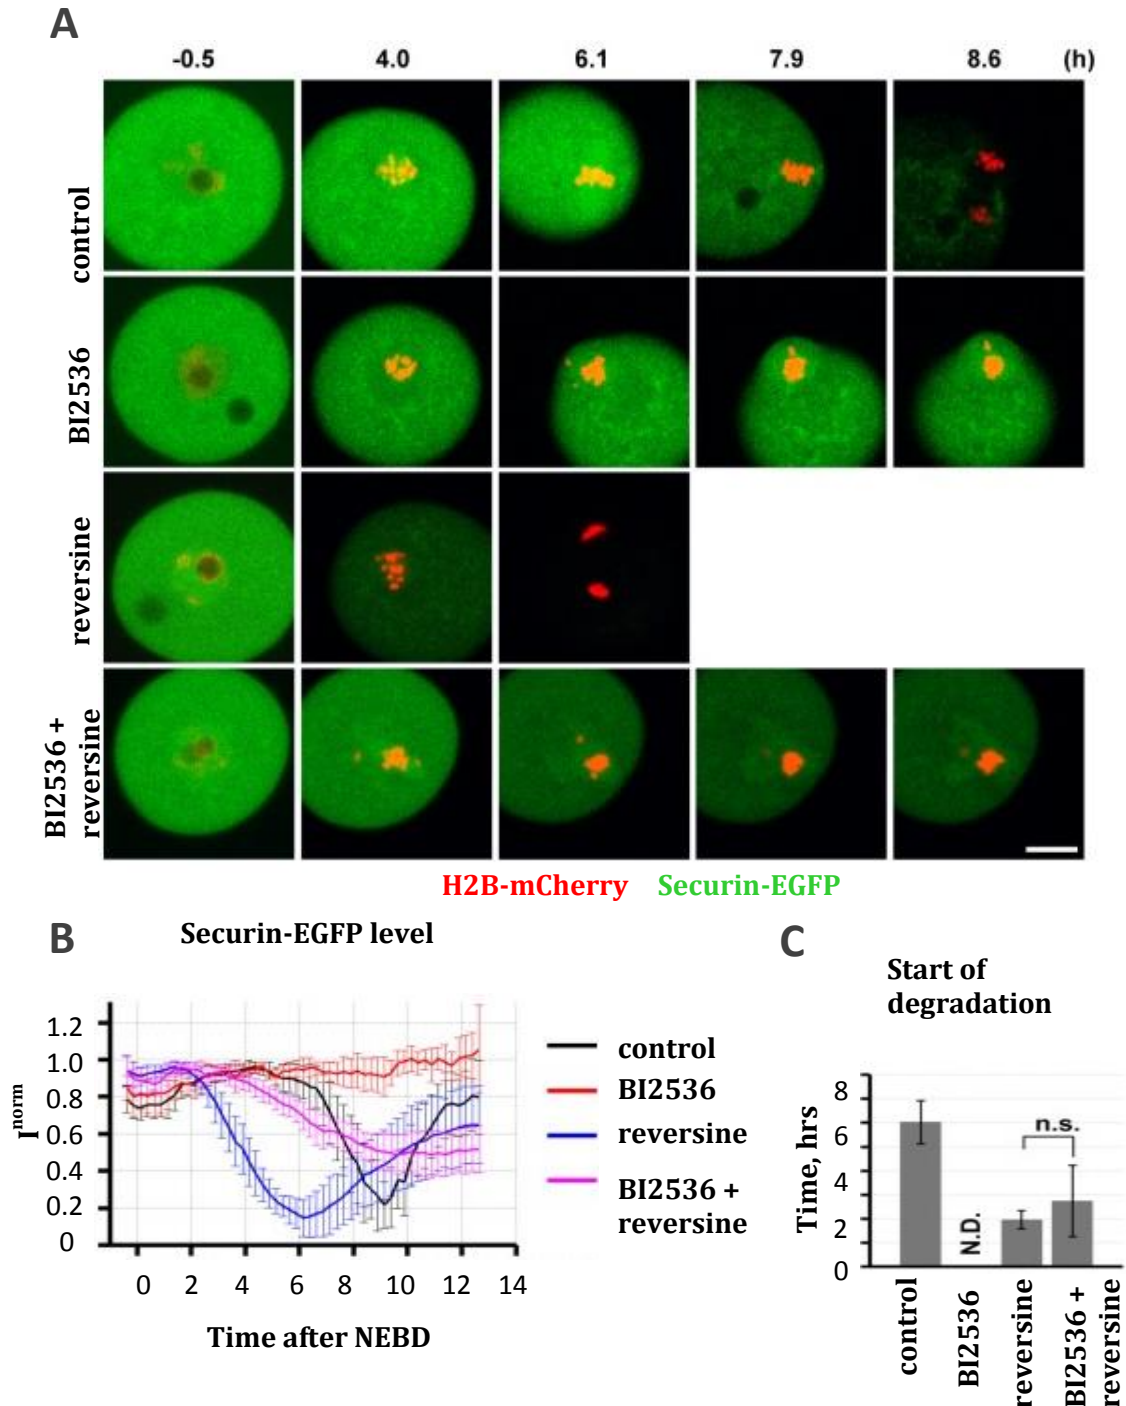 A
-0.5 4.0 6.1 7.9 8.6 (h)
control
BI2536
reversine
BI2536 +
reversine
H2B-mCherry Securin-EGFP
B
Securin-EGFP level
1.2
1.0
0.8
0.6
0.4
0.2
0
I^norm
0 2 4 6 8 10 12 14
Time after NEBD
control
BI2536
reversine
BI2536 +
reversine
C
Start of
degradation
8
6
4
2
0
Time, hrs
N.D.
n.s.
control
BI2536
reversine
BI2536 +
reversine